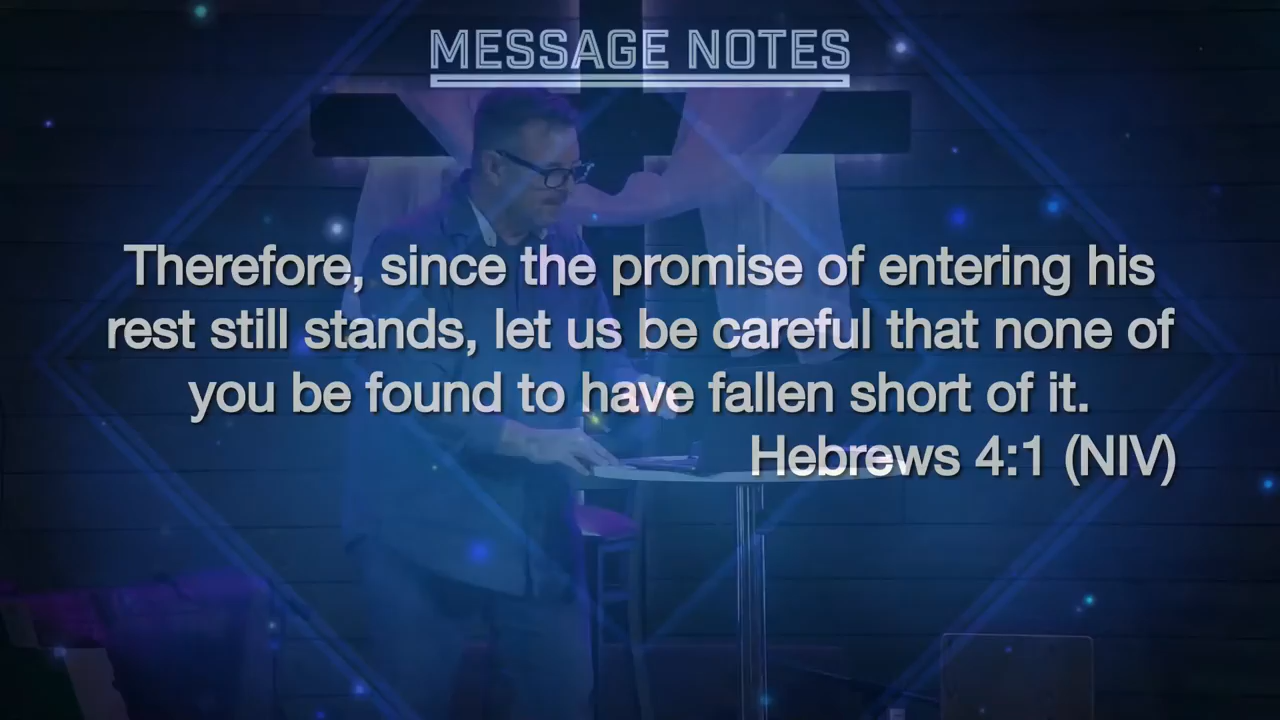 MESSAGE NOTES
Therefore, since the promise of entering his
rest still stands, let us be careful that none of
you be found to have fallen short of it.
Hebrews 4:1 (NIV)